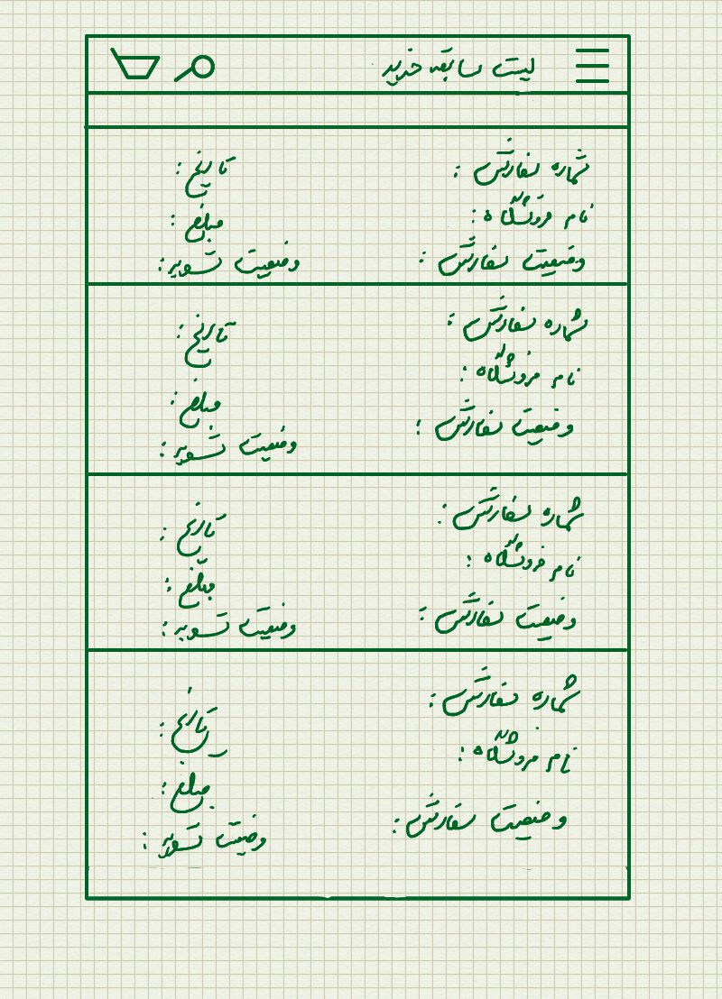 لیست سابقه خرید
شماره سفارش : تاریخ :
نام فروشگاه : مبلغ :
وضعیت سفارش : وضعیت تسویه :
شماره سفارش : تاریخ :
نام فروشگاه : مبلغ :
وضعیت سفارش : وضعیت تسویه :
شماره سفارش : تاریخ :
نام فروشگاه : مبلغ :
وضعیت سفارش : وضعیت تسویه :
شماره سفارش : تاریخ :
نام فروشگاه : مبلغ :
وضعیت سفارش : وضعیت تسویه :